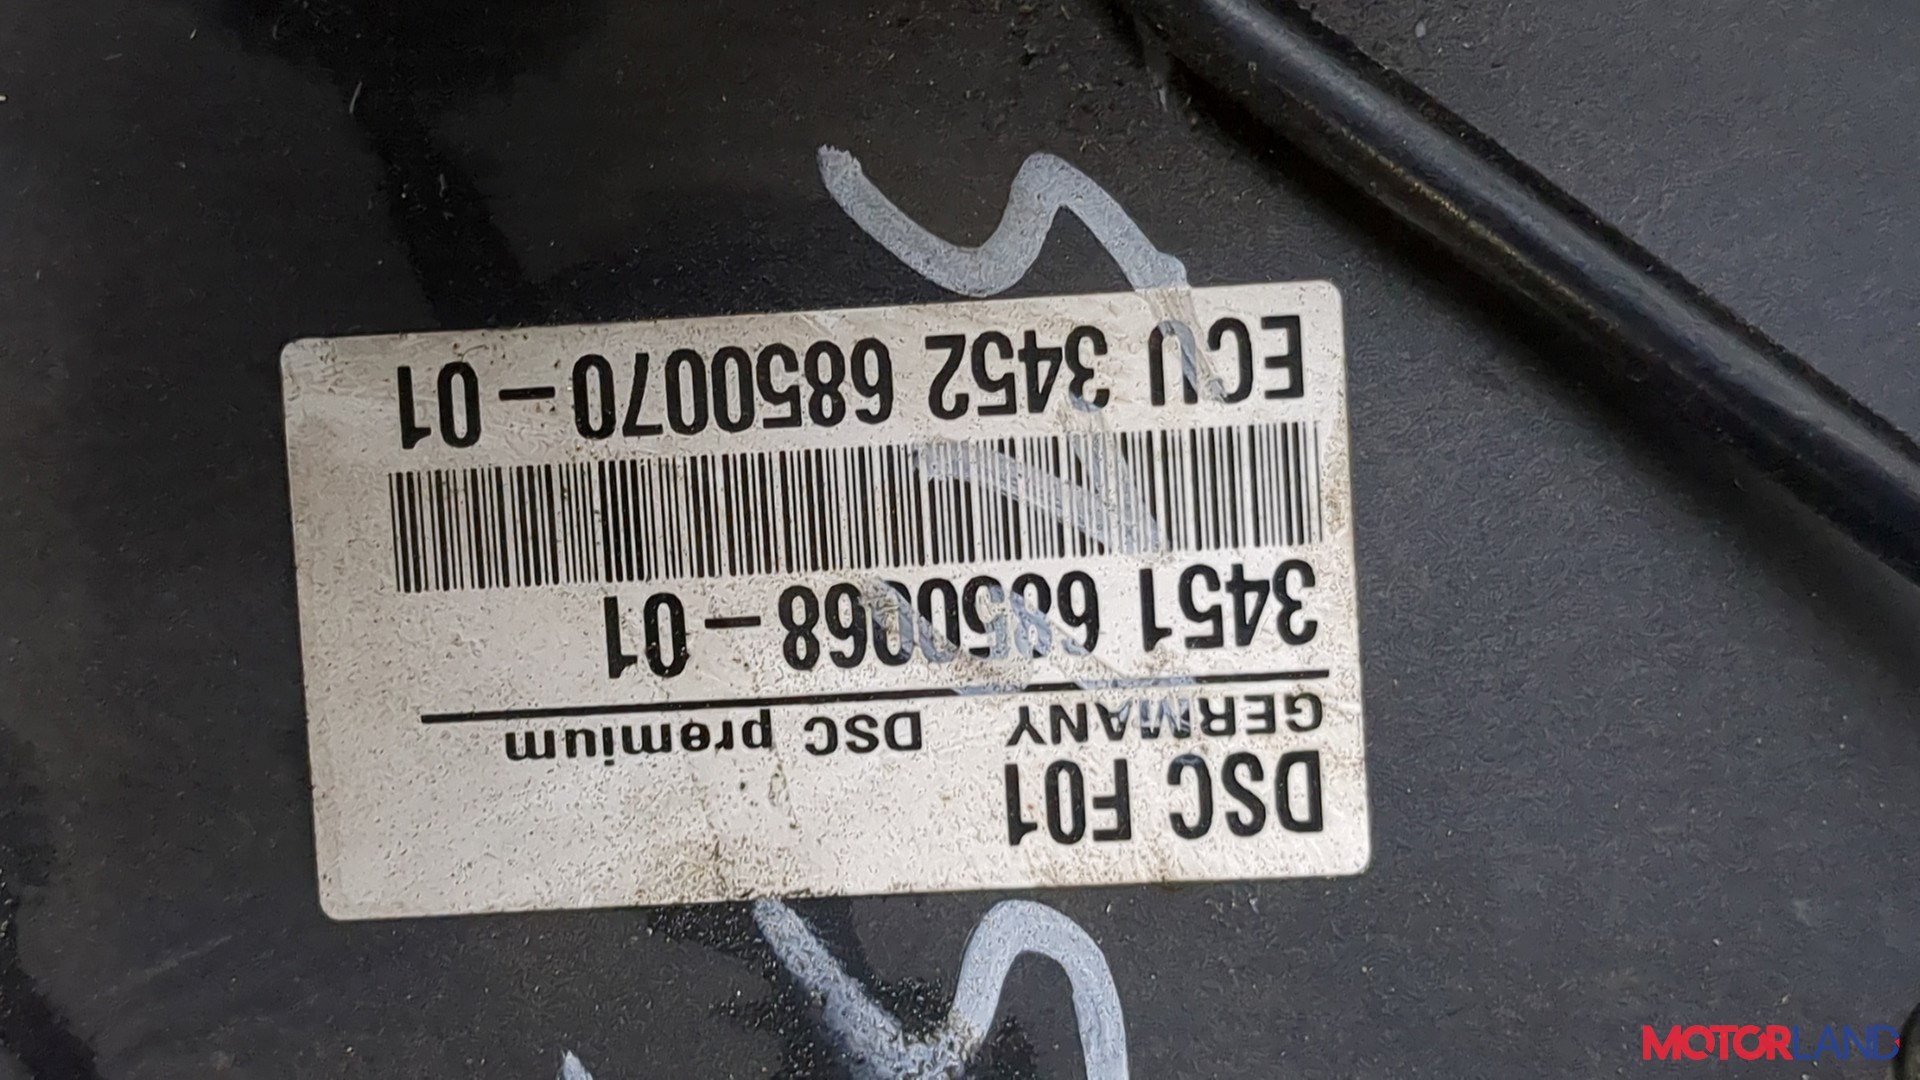 DSC F01
GERMANY DSC premium
3451 6850068-01
ECU 3452 6850070-01
MOTORLAND